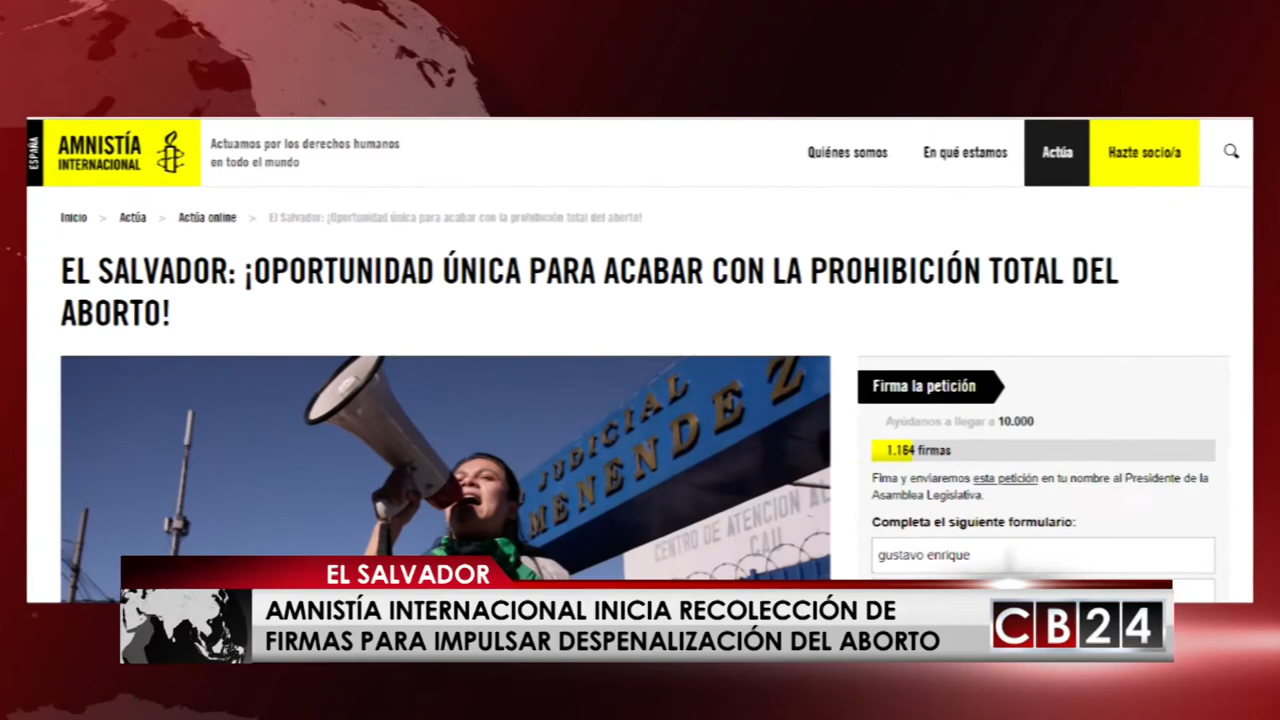 ESPAÑA
AMNISTÍA
INTERNACIONAL
Actuamos por los derechos humanos
en todo el mundo
Quiénes somos
En qué estamos
Actúa
Hazte socio/a
Inicio > Actúa > Actúa online > El Salvador: ¡Oportunidad única para acabar con la prohibición total del aborto!
EL SALVADOR: ¡OPORTUNIDAD ÚNICA PARA ACABAR CON LA PROHIBICIÓN TOTAL DEL
ABORTO!
JUDICIAL
MENENDEZ
CENTRO DE ATENCIÓN AL
CAU
Firma la petición
Ayúdanos a llegar a 10.000
1.164 firmas
Firma y enviaremos esta petición en tu nombre al Presidente de la
Asamblea Legislativa.
Completa el siguiente formulario:
gustavo enrique
EL SALVADOR
AMNISTÍA INTERNACIONAL INICIA RECOLECCIÓN DE
FIRMAS PARA IMPULSAR DESPENALIZACIÓN DEL ABORTO
CB24